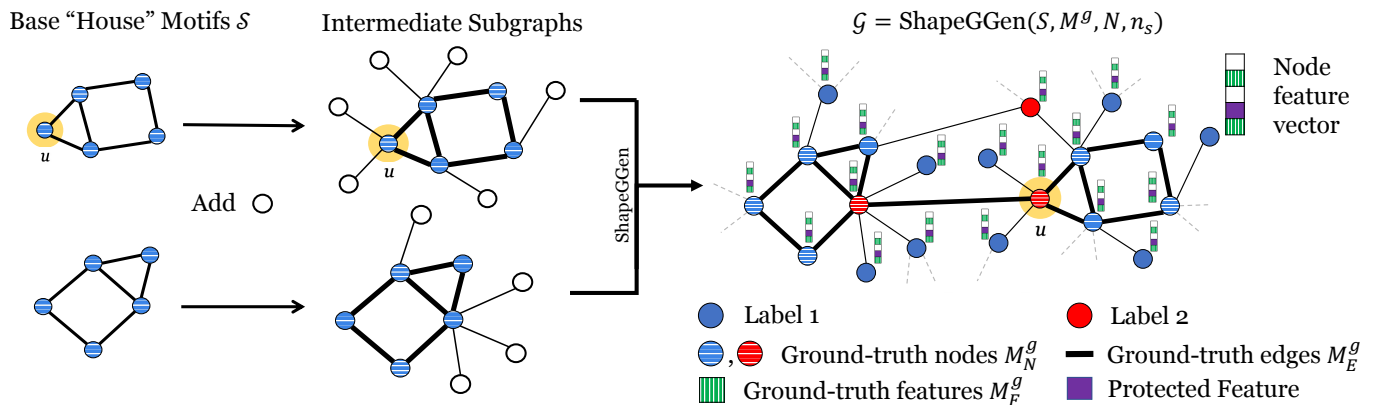 Base “House” Motifs 𝒮
Intermediate Subgraphs
𝒢 = ShapeGGen(𝑆, 𝑀^g, 𝑁, 𝑛_s)
u
Add
u
ShapeGGen
u
Node
feature
vector
Label 1
Label 2
, Ground-truth nodes 𝑀_N^g
Ground-truth edges 𝑀_E^g
Ground-truth features 𝑀_F^g
Protected Feature